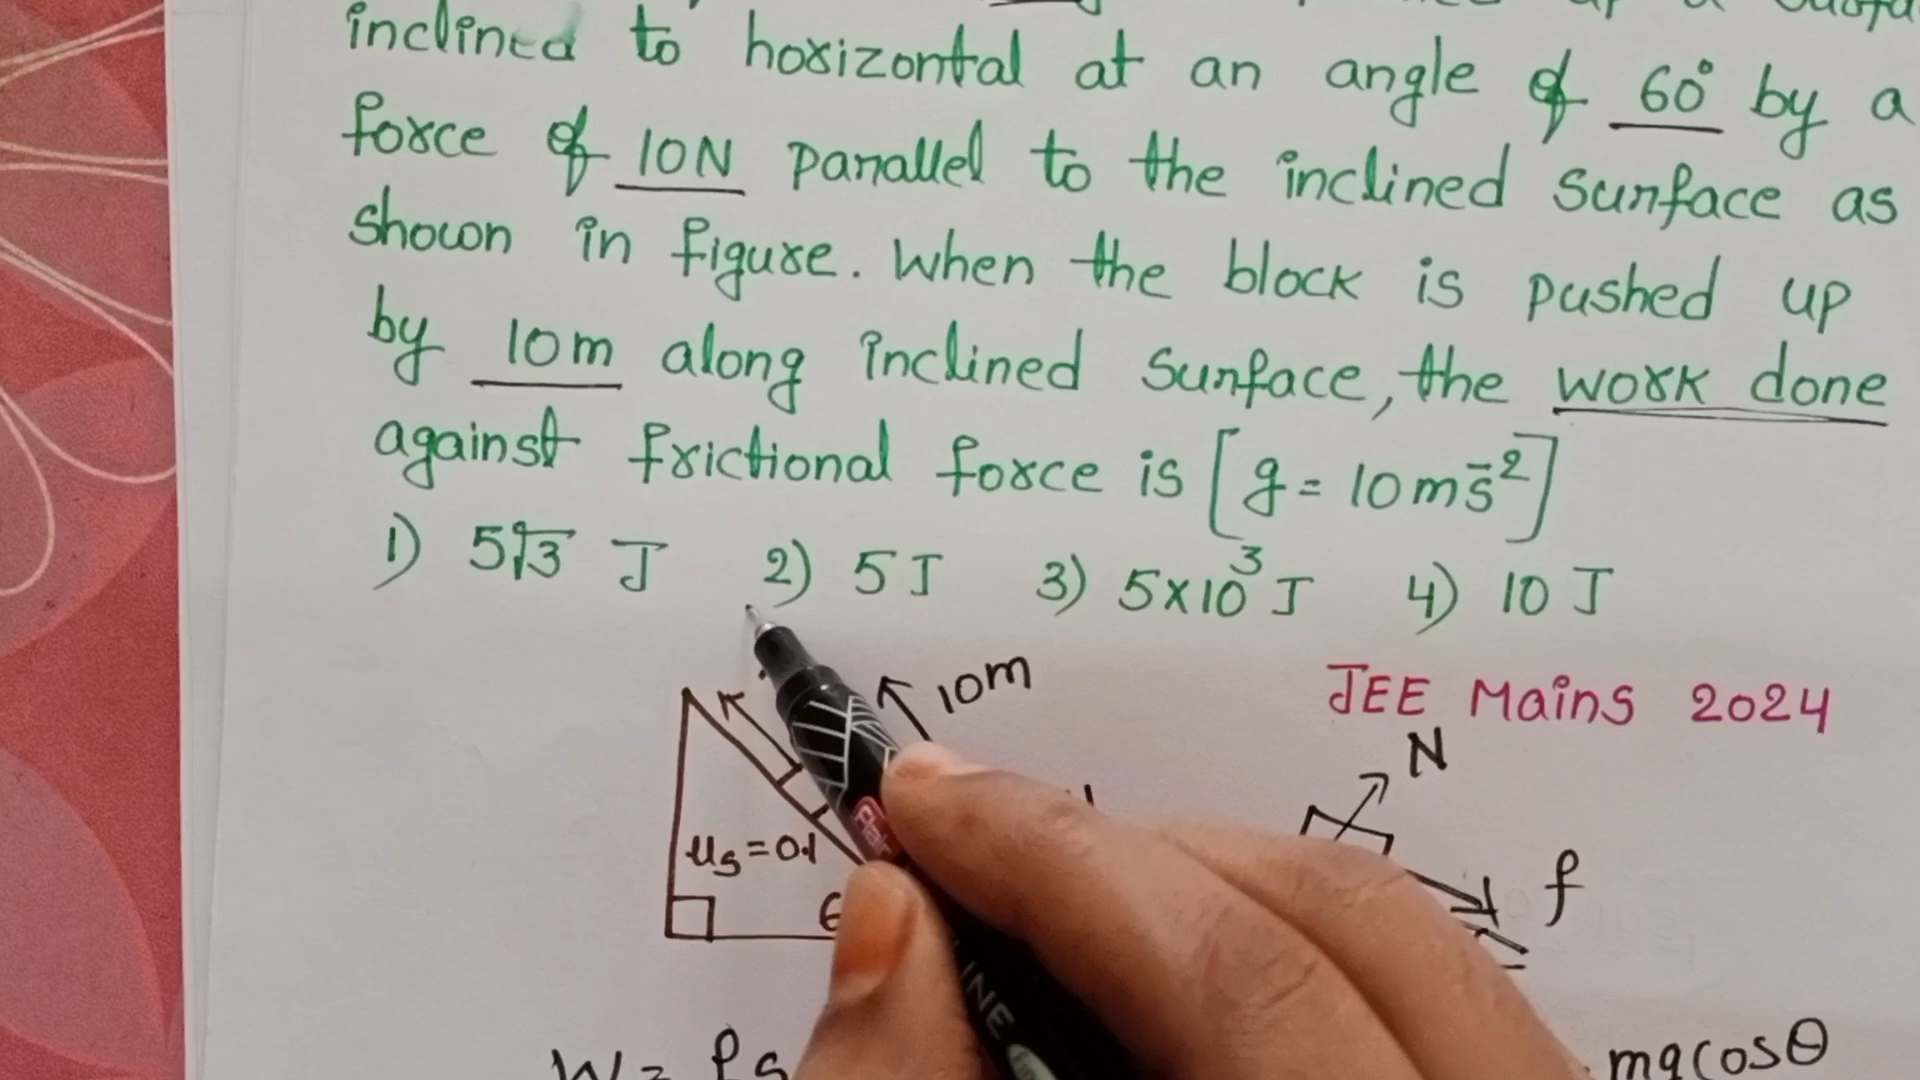 inclined to horizontal at an angle of 60° by a
force of 10N parallel to the inclined surface as
shown in figure. When the block is pushed up
by 10m along inclined surface, the work done
against frictional force is [g = 10 ms⁻²]
1) 5√3 J 2) 5 J 3) 5x10³ J 4) 10 J
10m
JEE Mains 2024
N
μs = 0.1
f
mg cosθ